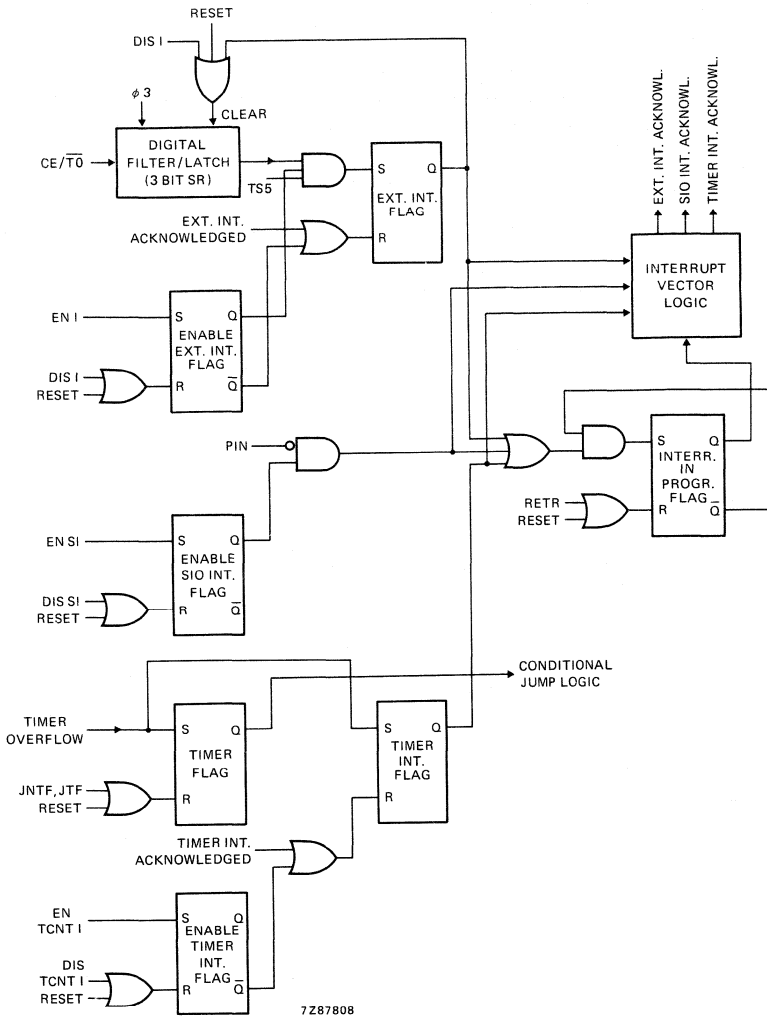 RESET
DIS I
φ 3
CLEAR
CE/T̅0̅
DIGITAL
FILTER/LATCH
(3 BIT SR)
TS5
S Q
EXT. INT.
FLAG
R
EXT. INT.
ACKNOWLEDGED
EXT. INT. ACKNOWL.
SIO INT. ACKNOWL.
TIMER INT. ACKNOWL.
INTERRUPT
VECTOR
LOGIC
EN I
S Q
ENABLE
EXT. INT.
FLAG
R Q̅
DIS I
RESET
PIN
S Q
INTERR.
IN
PROGR.
FLAG
R Q̅
RETR
RESET
EN SI
S Q
ENABLE
SIO INT.
FLAG
R Q̅
DIS SI
RESET
CONDITIONAL
JUMP LOGIC
TIMER
OVERFLOW
S Q
TIMER
FLAG
R
JNTF, JTF
RESET
S Q
TIMER
INT.
FLAG
R
TIMER INT.
ACKNOWLEDGED
EN
TCNT I
S Q
ENABLE
TIMER
INT.
FLAG
R Q̅
DIS
TCNT I
RESET
7Z87808